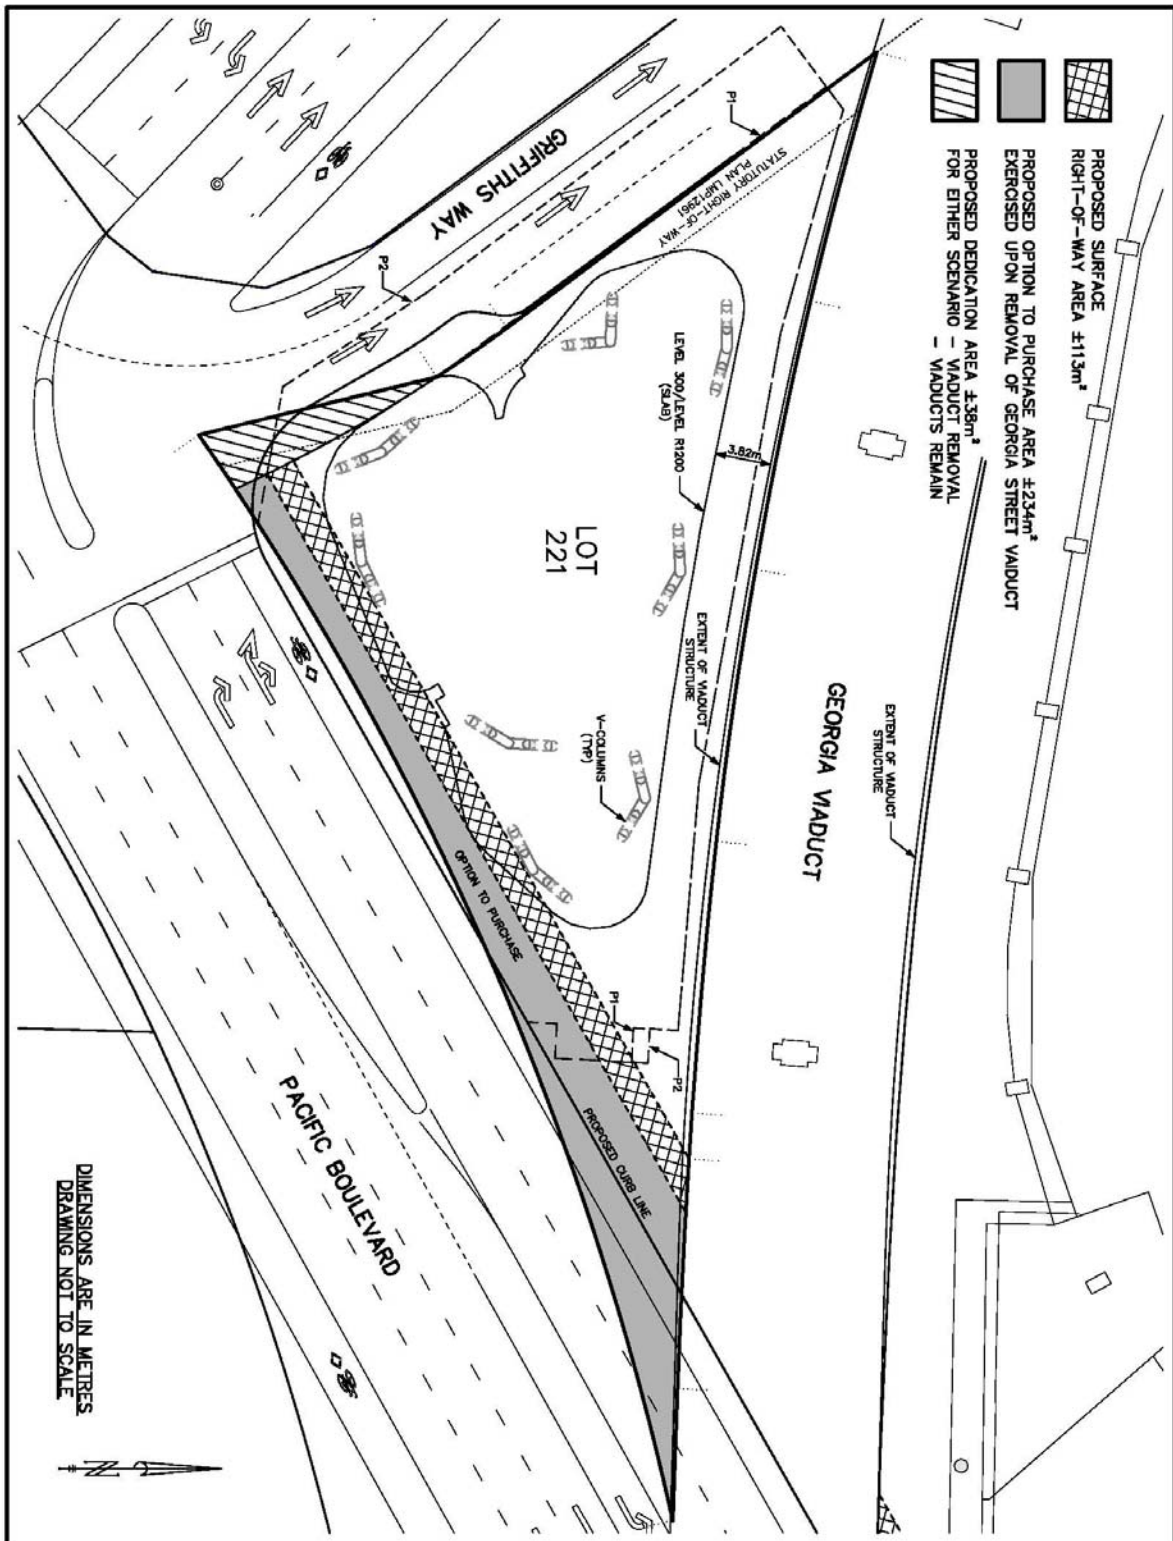 PROPOSED SURFACE
RIGHT-OF-WAY AREA ±113m²
PROPOSED OPTION TO PURCHASE AREA ±234m²
EXERCISED UPON REMOVAL OF GEORGIA STREET VAIDUCT
PROPOSED DEDICATION AREA ±38m²
FOR EITHER SCENARIO - VIADUCT REMOVAL
- VIADUCTS REMAIN
GRIFFITHS WAY
P1
STATUTORY RIGHT-OF-WAY
PLAN LMP12961
P2
LEVEL 300/LEVEL R1200
(SLAB)
3.82m
LOT
221
EXTENT OF VIADUCT
STRUCTURE
GEORGIA VIADUCT
EXTENT OF VIADUCT
STRUCTURE
V-COLUMNS
(TYP)
OPTION TO PURCHASE
P1
P2
PROPOSED CURB LINE
PACIFIC BOULEVARD
DIMENSIONS ARE IN METRES
DRAWING NOT TO SCALE
N